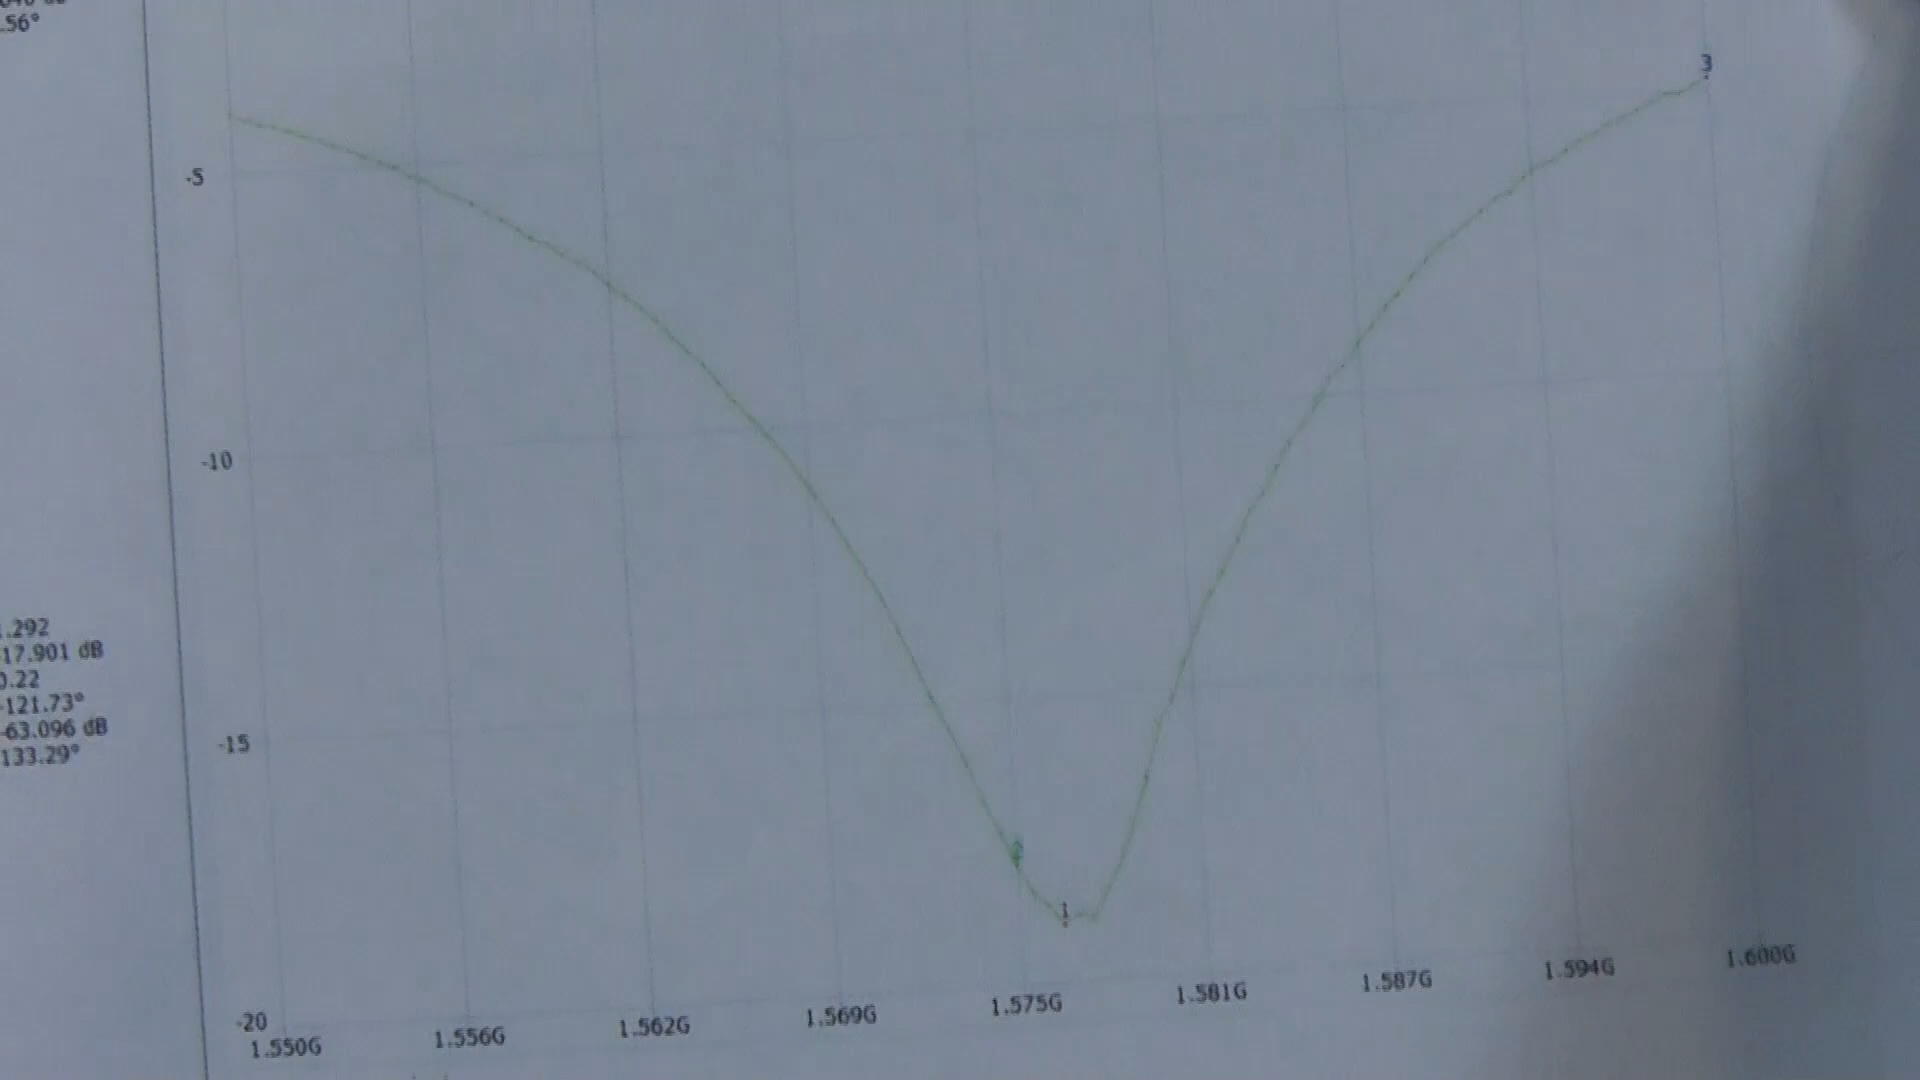 .56°
3
-5
-10
.292
17.901 dB
0.22
-121.73°
-63.096 dB
133.29°
-15
2
1
-20
1.550G
1.556G
1.562G
1.569G
1.575G
1.581G
1.587G
1.594G
1.600G